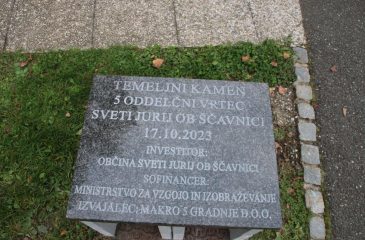 TEMELJNI KAMEN
5 ODDELČNI VRTEC
SVETI JURIJ OB ŠČAVNICI
17.10.2023
INVESTITOR:
OBČINA SVETI JURIJ OB ŠČAVNICI
SOFINANCER:
MINISTRSTVO ZA VZGOJO IN IZOBRAŽEVANJE
IZVAJALEC: MAKRO 5 GRADNJE D.O.O.